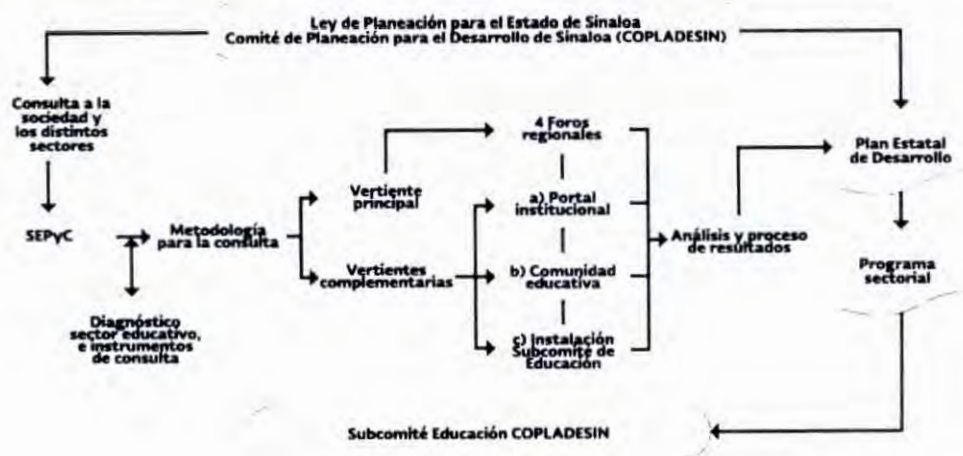 Ley de Planeación para el Estado de Sinaloa
Comité de Planeación para el Desarrollo de Sinaloa (COPLADESIN)
Consulta a la
sociedad y
los distintos
sectores
SEPyC
Diagnóstico
sector educativo,
e instrumentos
de consulta
Metodología
para la consulta
Vertiente
principal
Vertientes
complementarias
4 Foros
regionales
a) Portal
institucional
b) Comunidad
educativa
c) Instalación
Subcomité de
Educación
Análisis y proceso
de resultados
Plan Estatal
de Desarrollo
Programa
sectorial
Subcomité Educación COPLADESIN